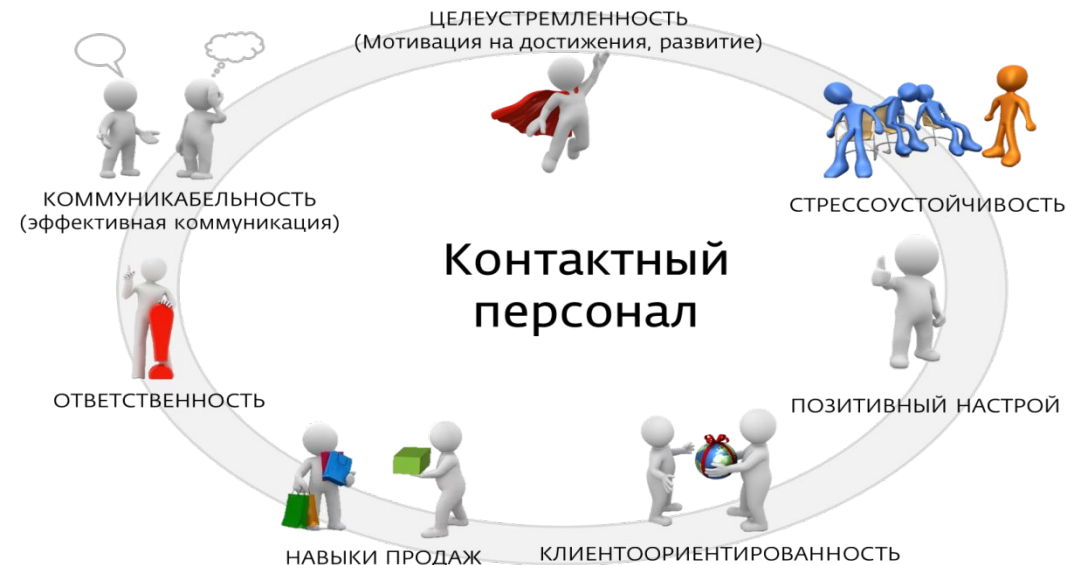 ЦЕЛЕУСТРЕМЛЕННОСТЬ
(Мотивация на достижения, развитие)
КОММУНИКАБЕЛЬНОСТЬ
(эффективная коммуникация)
СТРЕССОУСТОЙЧИВОСТЬ
Контактный
персонал
ОТВЕТСТВЕННОСТЬ
ПОЗИТИВНЫЙ НАСТРОЙ
НАВЫКИ ПРОДАЖ
КЛИЕНТООРИЕНТИРОВАННОСТЬ